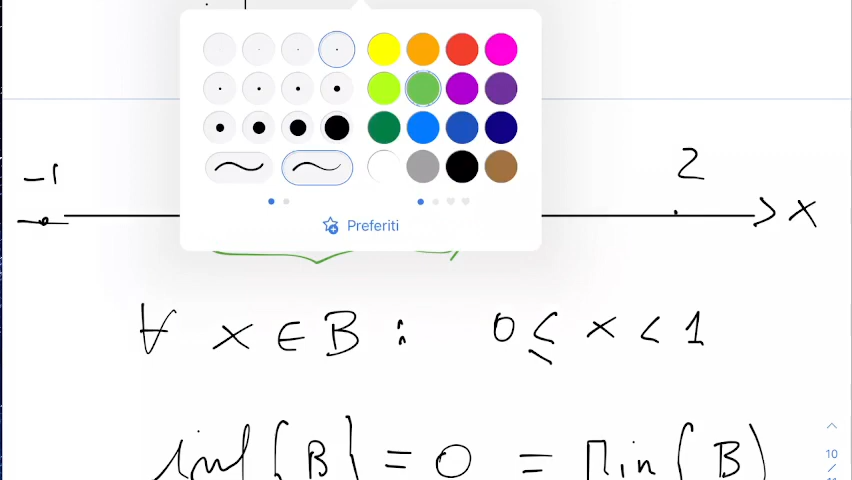 -1
2
x
Preferiti
∀ x ∈ B : 0 ≤ x < 1
inf { B } = 0 = Min { B }
10
/